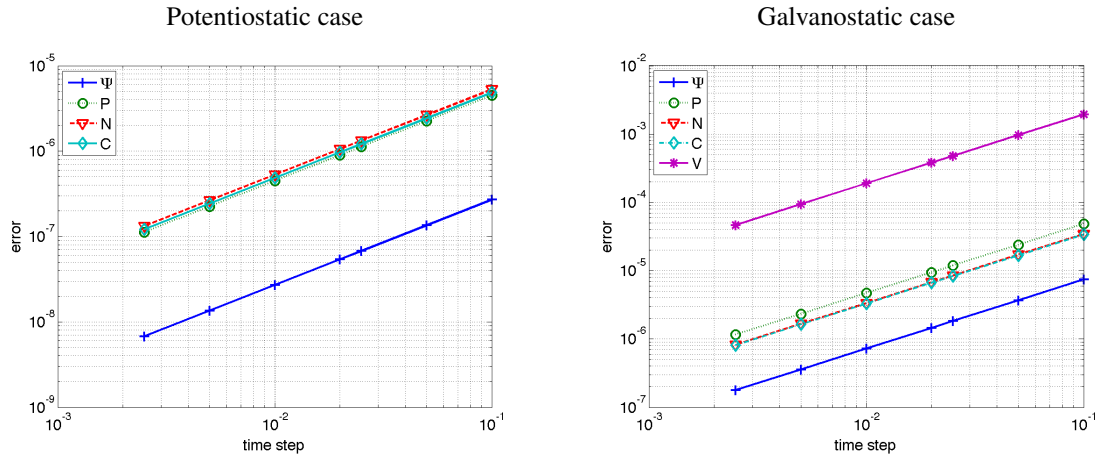 Potentiostatic case
Galvanostatic case
10^-5
10^-6
10^-7
10^-8
10^-9
error
Ψ
P
N
C
10^-3
10^-2
10^-1
time step
10^-2
10^-3
10^-4
10^-5
10^-6
10^-7
error
Ψ
P
N
C
V
10^-3
10^-2
10^-1
time step